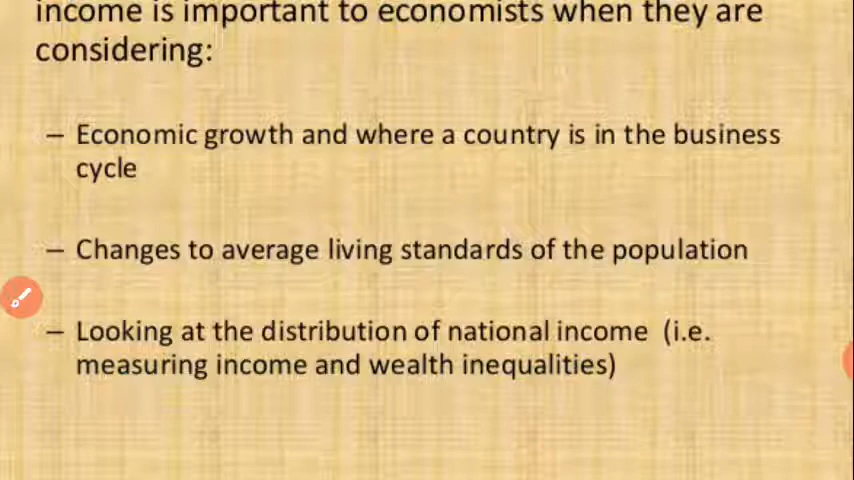 income is important to economists when they are
considering:
– Economic growth and where a country is in the business
cycle
– Changes to average living standards of the population
– Looking at the distribution of national income (i.e.
measuring income and wealth inequalities)